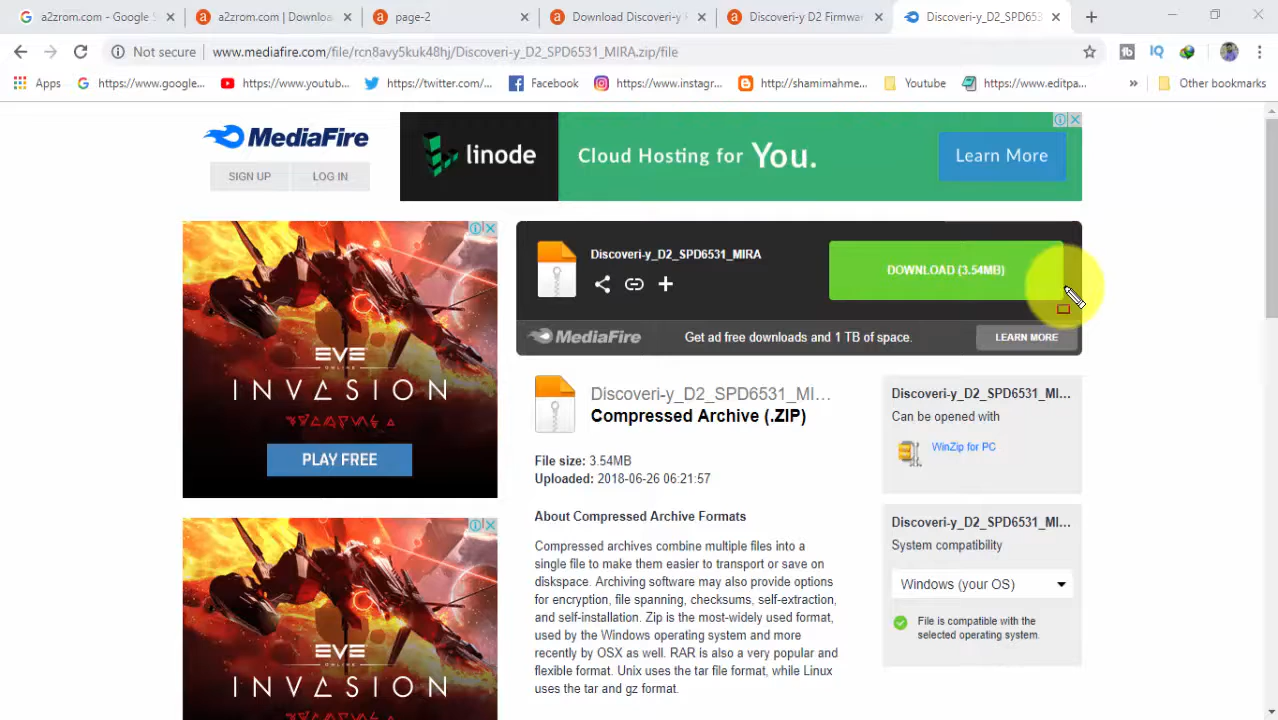 a2zrom.com - Google S
a2zrom.com | Download
page-2
Download Discoveri-y F
Discoveri-y D2 Firmwa
Discoveri-y_D2_SPD653
Not secure
www.mediafire.com/file/rcn8avy5kuk48hj/Discoveri-y_D2_SPD6531_MIRA.zip/file
Apps
https://www.google...
https://www.youtub...
https://twitter.com/...
Facebook
https://www.instagr...
http://shamimahme...
Youtube
https://www.editpa...
»
Other bookmarks
MediaFire
SIGN UP
LOG IN
linode
Cloud Hosting for You.
Learn More
EVE
ONLINE
INVASION
PLAY FREE
Discoveri-y_D2_SPD6531_MIRA
DOWNLOAD (3.54MB)
MediaFire
Get ad free downloads and 1 TB of space.
LEARN MORE
Discoveri-y_D2_SPD6531_MI...
Compressed Archive (.ZIP)
File size: 3.54MB
Uploaded: 2018-06-26 06:21:57
About Compressed Archive Formats
Compressed archives combine multiple files into a
single file to make them easier to transport or save on
diskspace. Archiving software may also provide options
for encryption, file spanning, checksums, self-extraction,
and self-installation. Zip is the most-widely used format,
used by the Windows operating system and more
recently by OSX as well. RAR is also a very popular and
flexible format. Unix uses the tar file format, while Linux
uses the tar and gz format.
Discoveri-y_D2_SPD6531_MI...
Can be opened with
WinZip for PC
Discoveri-y_D2_SPD6531_MI...
System compatibility
Windows (your OS)
File is compatible with the
selected operating system.
EVE
ONLINE
INVASION